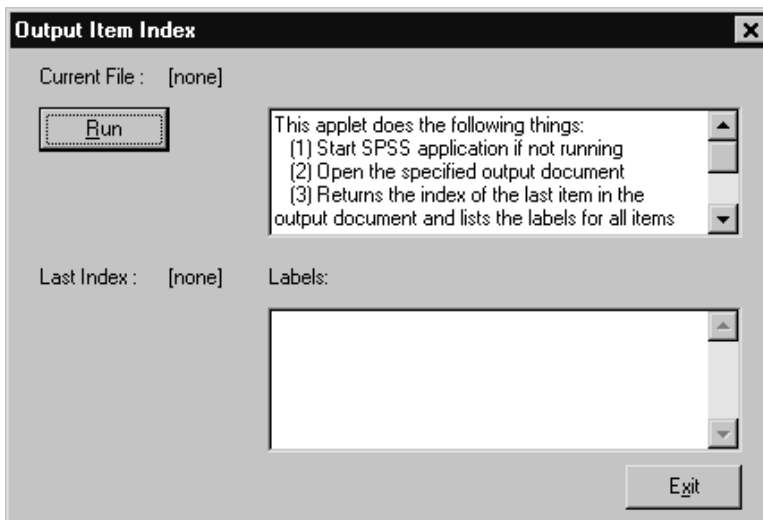 Output Item Index
Current File : [none]
Run
This applet does the following things:
(1) Start SPSS application if not running
(2) Open the specified output document
(3) Returns the index of the last item in the
output document and lists the labels for all items
Last Index : [none] Labels:
Exit